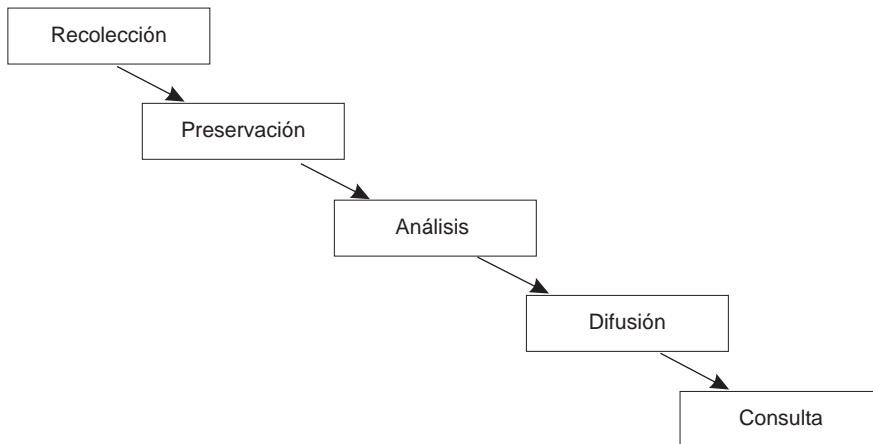 Recolección
Preservación
Análisis
Difusión
Consulta